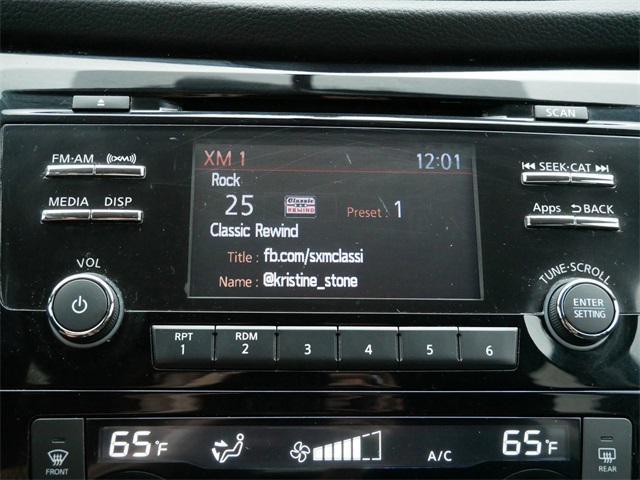 SCAN
FM·AM
((XM))
MEDIA
DISP
XM 1
12:01
Rock
25
Classic
REWIND
Preset : 1
Classic Rewind
Title : fb.com/sxmclassi
Name : @kristine_stone
SEEK·CAT
Apps
BACK
VOL
TUNE·SCROLL
ENTER
SETTING
RPT
1
RDM
2
3
4
5
6
FRONT
65°F
A/C
65°F
REAR